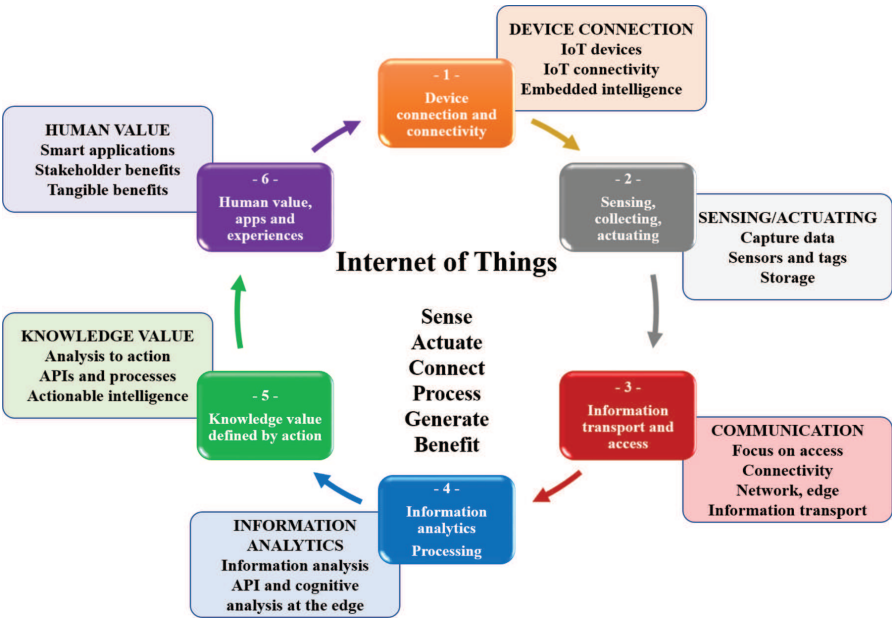 DEVICE CONNECTION
IoT devices
IoT connectivity
Embedded intelligence
- 1 -
Device
connection and
connectivity
- 2 -
Sensing,
collecting,
actuating
SENSING/ACTUATING
Capture data
Sensors and tags
Storage
- 3 -
Information
transport and
access
COMMUNICATION
Focus on access
Connectivity
Network, edge
Information transport
- 4 -
Information
analytics
Processing
INFORMATION
ANALYTICS
Information analysis
API and cognitive
analysis at the edge
- 5 -
Knowledge value
defined by action
KNOWLEDGE VALUE
Analysis to action
APIs and processes
Actionable intelligence
- 6 -
Human value,
apps and
experiences
HUMAN VALUE
Smart applications
Stakeholder benefits
Tangible benefits
Internet of Things
Sense
Actuate
Connect
Process
Generate
Benefit